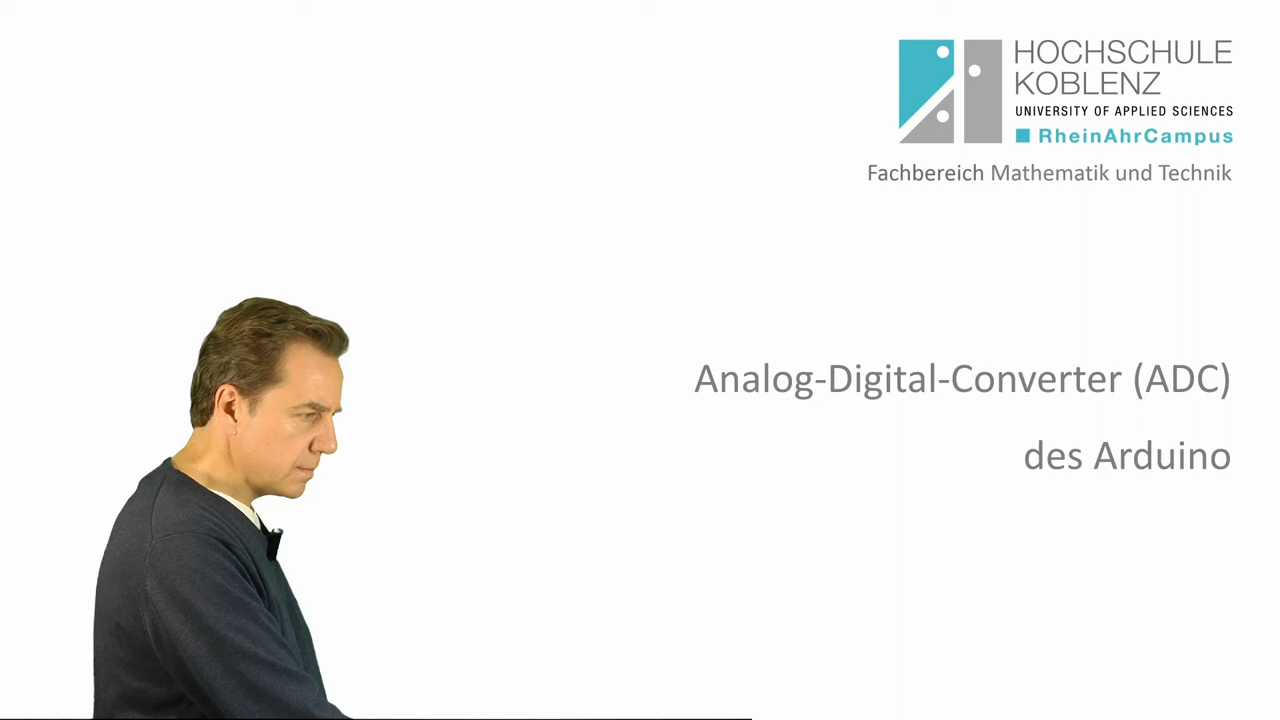 HOCHSCHULE
KOBLENZ
UNIVERSITY OF APPLIED SCIENCES
RheinAhrCampus
Fachbereich Mathematik und Technik
Analog-Digital-Converter (ADC)
des Arduino